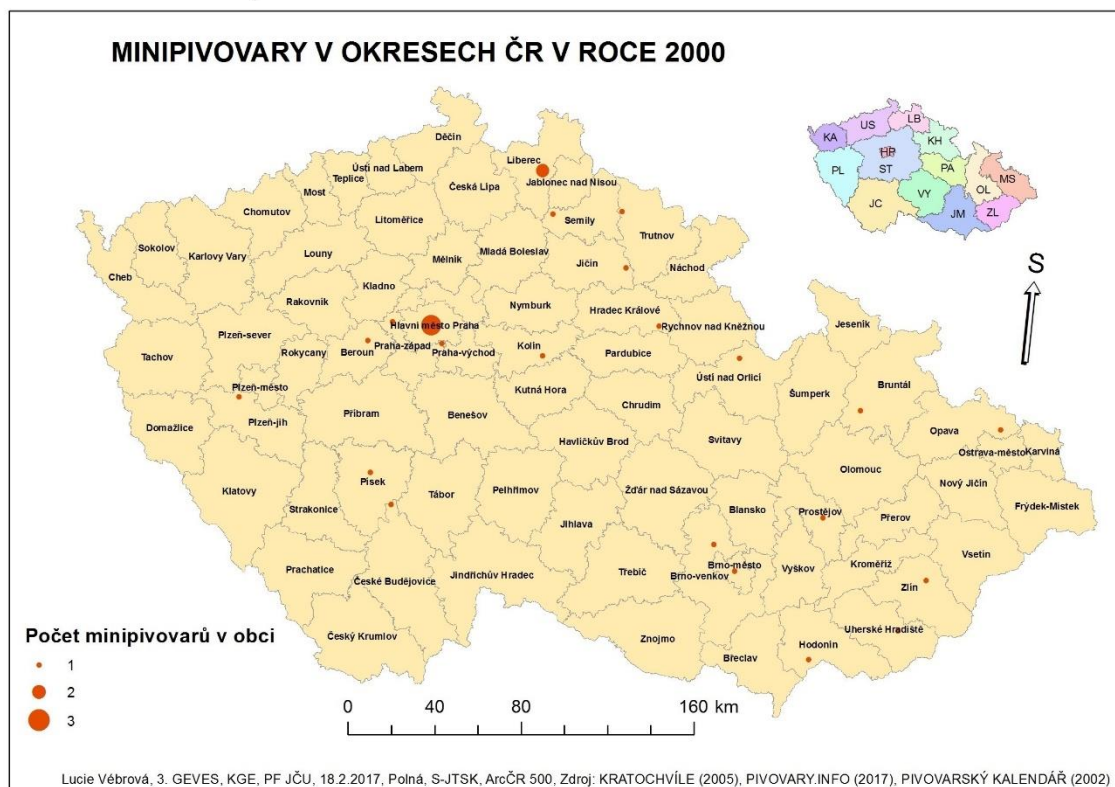 MINIPIVOVARY V OKRESECH ČR V ROCE 2000
Děčín
Liberec
Ústí nad Labem
Teplice
Jablonec nad Nisou
Most
Česká Lípa
Chomutov
Litoměřice
Semily
Trutnov
Sokolov
Karlovy Vary
Louny
Mladá Boleslav
Mělník
Jičín
Náchod
Cheb
Kladno
Rakovník
Nymburk
Hradec Králové
Hlavní město Praha
Rychnov nad Kněžnou
Plzeň-sever
Jeseník
Tachov
Rokycany
Beroun
Praha-západ
Praha-východ
Kolín
Pardubice
Ústí nad Orlicí
Plzeň-město
Kutná Hora
Šumperk
Bruntál
Chrudim
Domažlice
Plzeň-jih
Příbram
Benešov
Opava
Havlíčkův Brod
Svitavy
Ostrava-město
Karviná
Olomouc
Klatovy
Písek
Tábor
Pelhřimov
Žďár nad Sázavou
Nový Jičín
Frýdek-Místek
Strakonice
Blansko
Prostějov
Přerov
Jihlava
Vsetín
Prachatice
České Budějovice
Jindřichův Hradec
Třebíč
Brno-venkov
Brno-město
Vyškov
Kroměříž
Zlín
Český Krumlov
Znojmo
Břeclav
Hodonín
Uherské Hradiště
KA
US
LB
KH
HP
PL
ST
PA
MS
OL
JC
VY
JM
ZL
S
Počet minipivovarů v obci
1
2
3
0 40 80 160 km
Lucie Vébrová, 3. GEVES, KGE, PF JČU, 18.2.2017, Polná, S-JTSK, ArcČR 500, Zdroj: KRATOCHVÍLE (2005), PIVOVARY.INFO (2017), PIVOVARSKÝ KALENDÁŘ (2002)